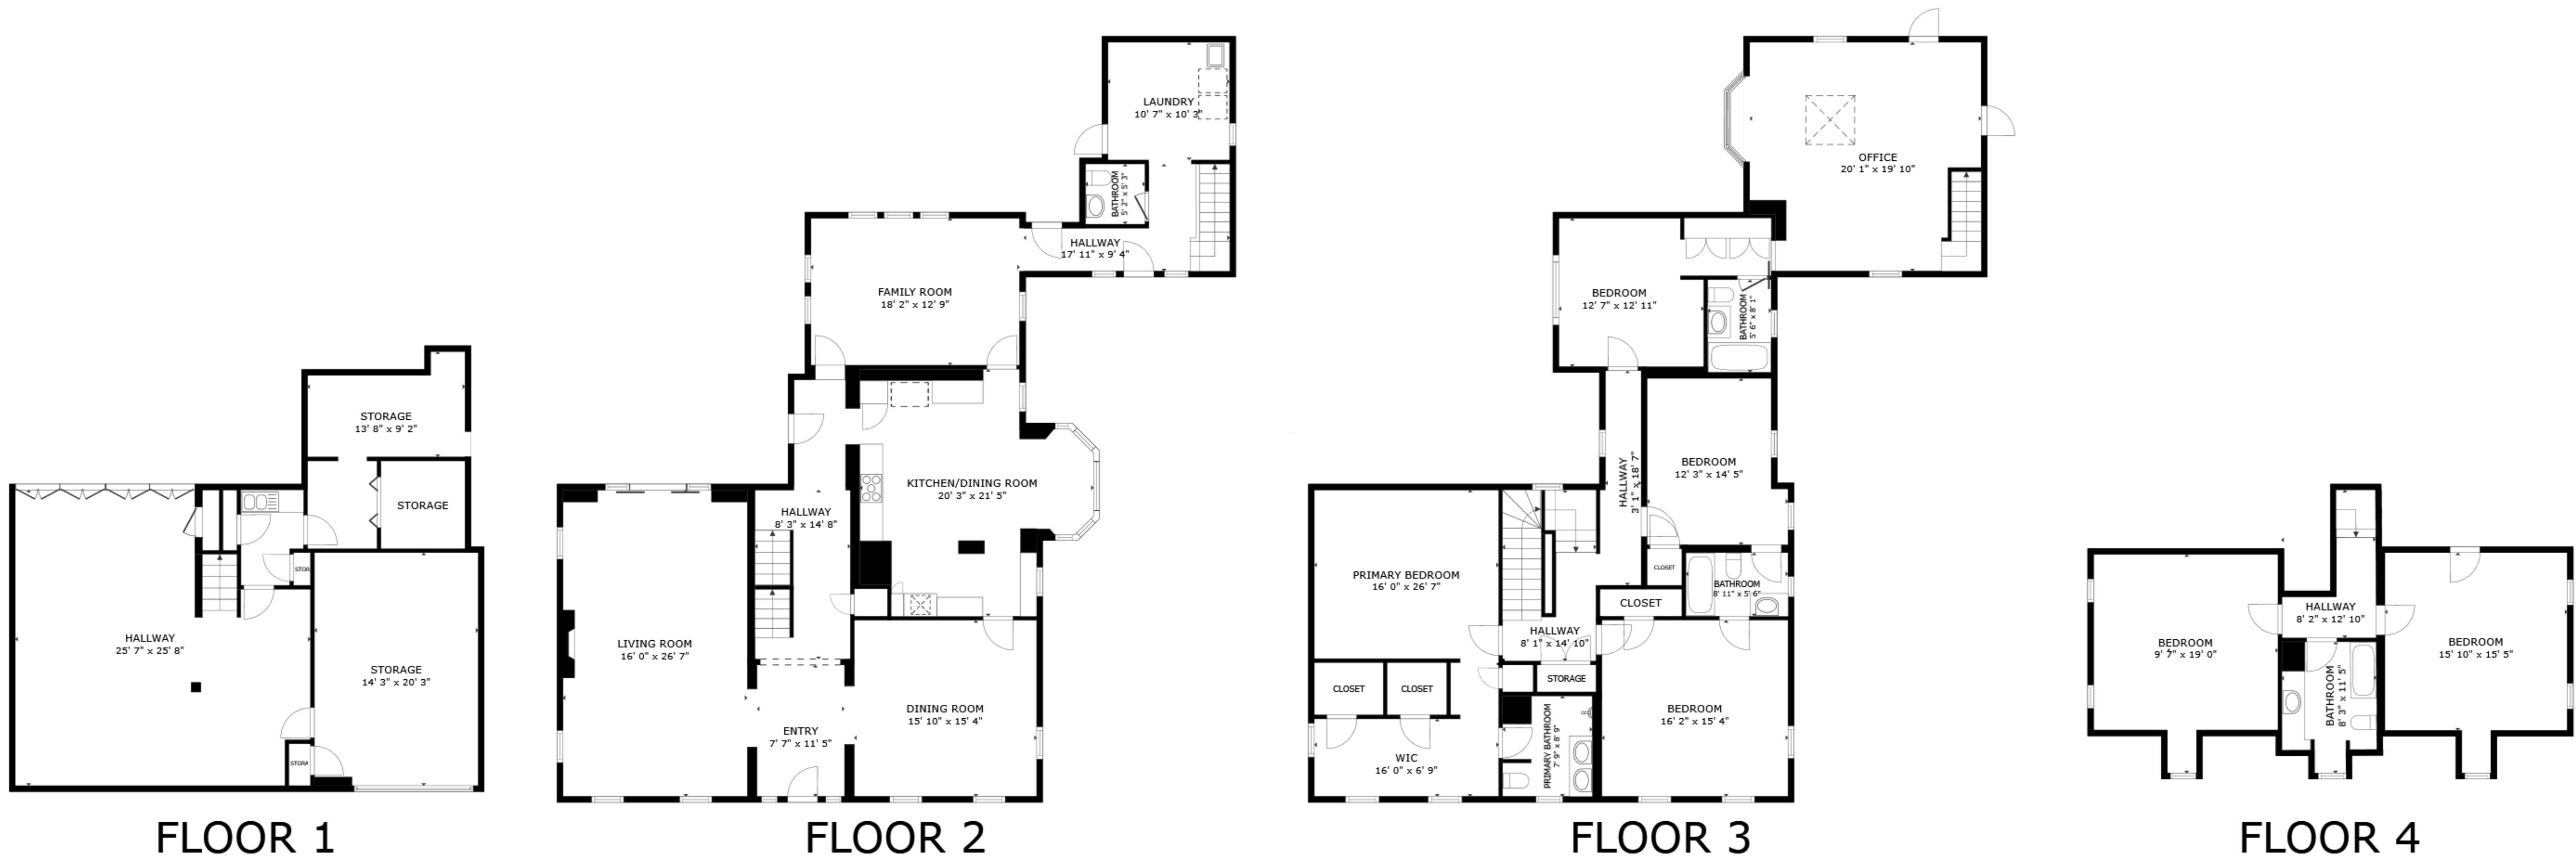 STORAGE
13' 8" x 9' 2"
STORAGE
STOR
HALLWAY
25' 7" x 25' 8"
STORAGE
14' 3" x 20' 3"
STORA
FLOOR 1
LAUNDRY
10' 7" x 10' 3"
BATHROOM
5' 2" x 5' 3"
HALLWAY
17' 11" x 9' 4"
FAMILY ROOM
18' 2" x 12' 9"
KITCHEN/DINING ROOM
20' 3" x 21' 5"
HALLWAY
8' 3" x 14' 8"
LIVING ROOM
16' 0" x 26' 7"
DINING ROOM
15' 10" x 15' 4"
ENTRY
7' 7" x 11' 5"
FLOOR 2
OFFICE
20' 1" x 19' 10"
BEDROOM
12' 7" x 12' 11"
BATHROOM
5' 6" x 8' 1"
BEDROOM
12' 3" x 14' 5"
HALLWAY
3' 1" x 18' 7"
CLOSET
PRIMARY BEDROOM
16' 0" x 26' 7"
BATHROOM
8' 11" x 5' 6"
CLOSET
HALLWAY
8' 1" x 14' 10"
STORAGE
CLOSET
CLOSET
BEDROOM
16' 2" x 15' 4"
PRIMARY BATHROOM
7' 9" x 8' 9"
WIC
16' 0" x 6' 9"
FLOOR 3
HALLWAY
8' 2" x 12' 10"
BEDROOM
9' 7" x 19' 0"
BEDROOM
15' 10" x 15' 5"
BATHROOM
8' 3" x 11' 5"
FLOOR 4